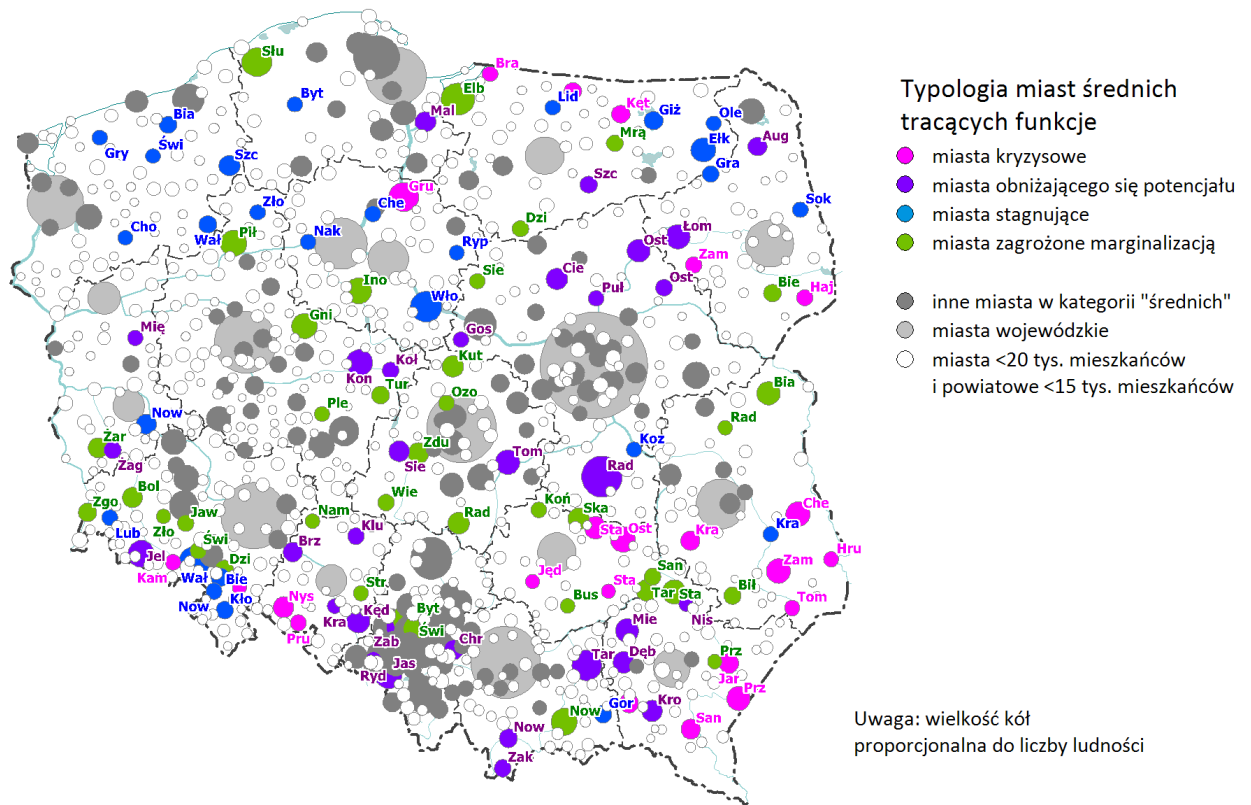 Typologia miast średnich
tracących funkcje
miasta kryzysowe
miasta obniżającego się potencjału
miasta stagnujące
miasta zagrożone marginalizacją
inne miasta w kategorii "średnich"
miasta wojewódzkie
miasta <20 tys. mieszkańców
i powiatowe <15 tys. mieszkańców
Uwaga: wielkość kół
proporcjonalna do liczby ludności
Słu
Bra
Elb
Byt
Lid
Kęt
Giż
Ole
Mal
Bia
Mrą
Aug
Gry
Świ
Szc
Ełk
Gra
Szc
Gru
Che
Zło
Sok
Dzi
Cho
Wał
Pił
Nak
Ryp
Ost
Łom
Zam
Sie
Cie
Ino
Puł
Ost
Bie
Haj
Wło
Gni
Mię
Gos
Kon
Koł
Kut
Tur
Ozo
Bia
Ple
Now
Rad
Zar
Żag
Zdu
Sie
Tom
Koz
Rad
Bol
Wie
Zgo
Lub
Zło
Jaw
Nam
Rad
Koń
Ska
Che
Klu
Sta
Ost
Kra
Kra
Świ
Brz
Jel
Kam
Dzi
Hru
Wał
Bie
Jęd
Sta
San
Zam
Str
Now
Kło
Nys
Bus
Tar
Sta
Bił
Tom
Pru
Kra
Kęd
Byt
Nis
Zab
Świ
Mie
Chr
Jas
Ryd
Tar
Dęb
Prz
Jar
Prz
Gor
Kro
Now
San
Now
Zak